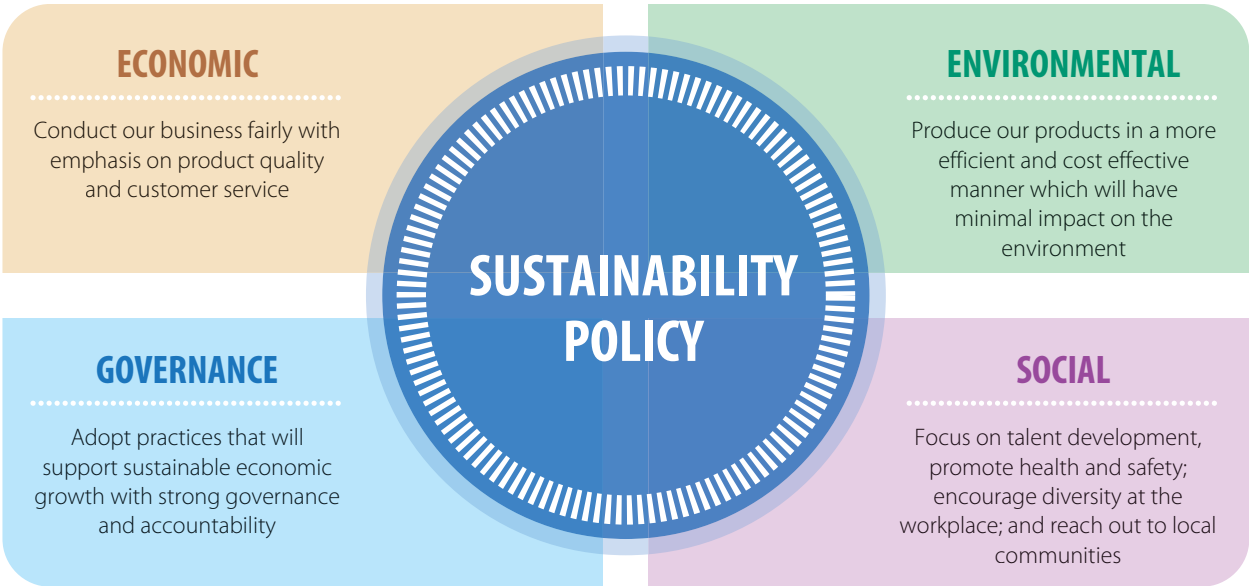 ECONOMIC
Conduct our business fairly with
emphasis on product quality
and customer service
ENVIRONMENTAL
Produce our products in a more
efficient and cost effective
manner which will have
minimal impact on the
environment
SUSTAINABILITY
POLICY
GOVERNANCE
Adopt practices that will
support sustainable economic
growth with strong governance
and accountability
SOCIAL
Focus on talent development,
promote health and safety;
encourage diversity at the
workplace; and reach out to local
communities